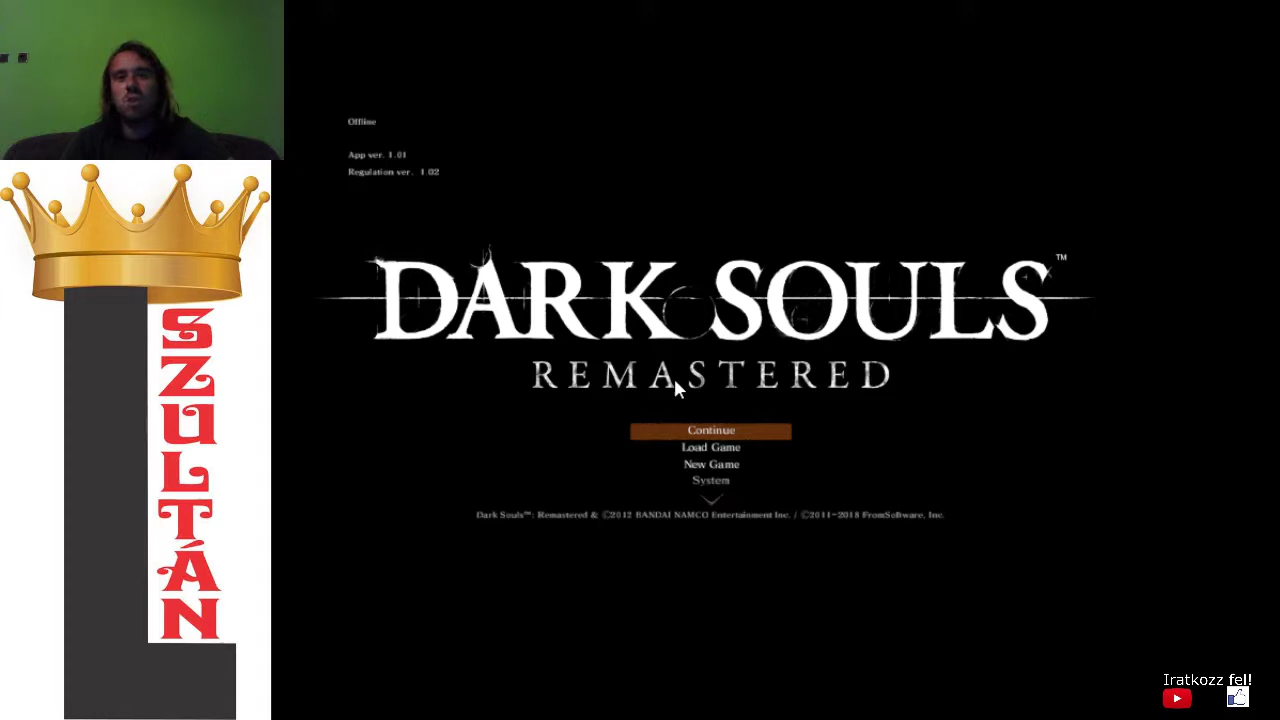 Offline
App ver. 1.01
Regulation ver. 1.02
DARK SOULS™
REMASTERED
Continue
Load Game
New Game
System
Dark Souls™: Remastered & ©2012 BANDAI NAMCO Entertainment Inc. / ©2011-2018 FromSoftware, Inc.
L
SZULTÁN
Iratkozz fel!